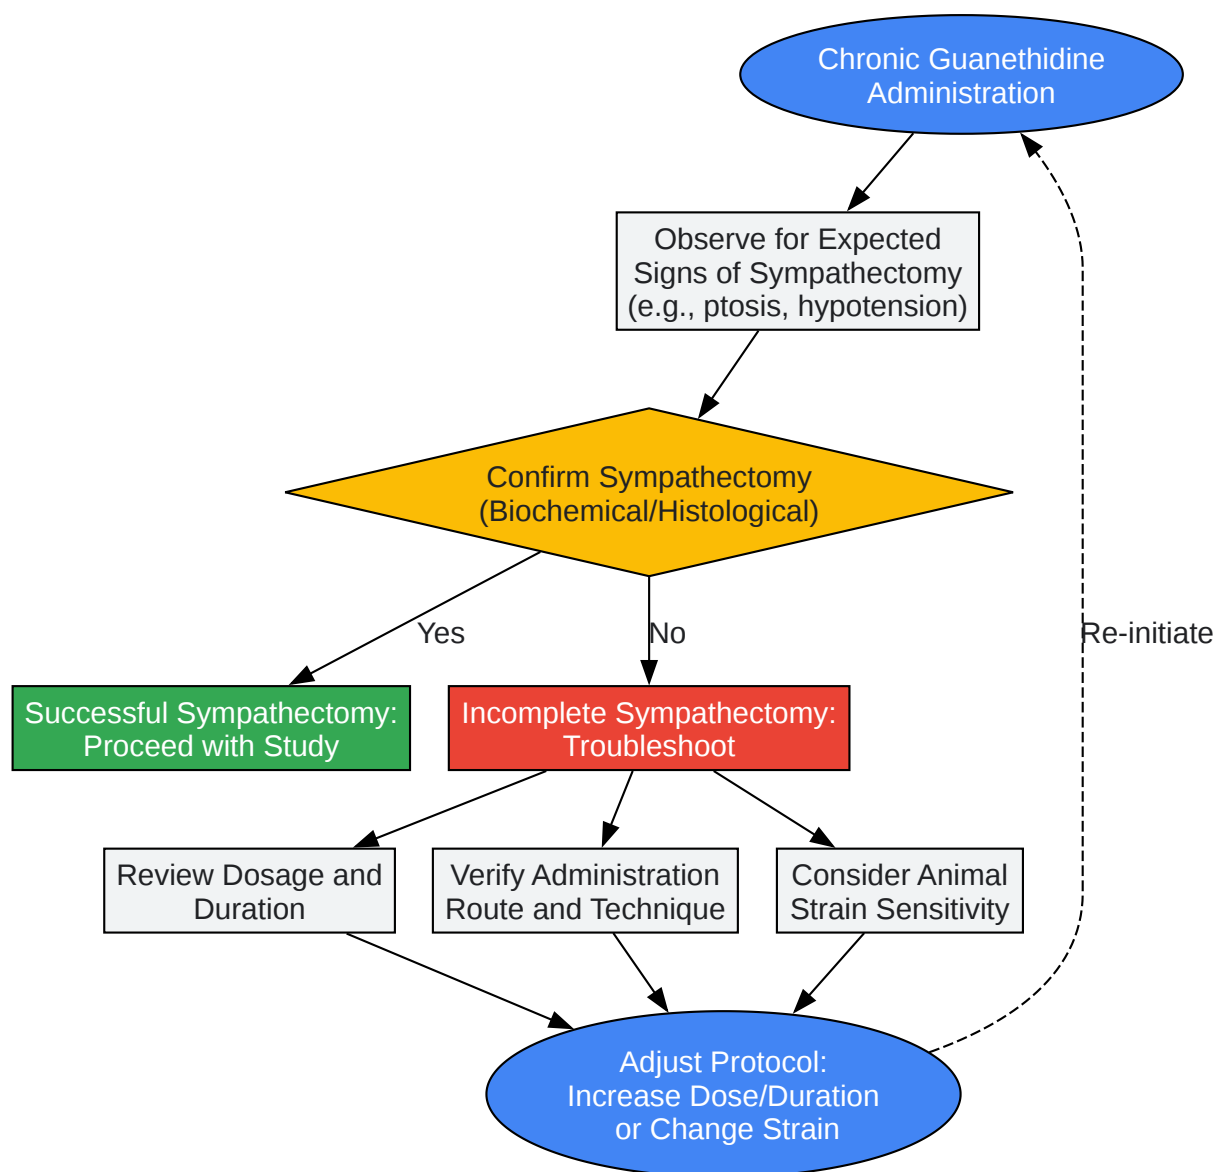 Chronic Guanethidine
Administration
Observe for Expected
Signs of Sympathectomy
(e.g., ptosis, hypotension)
Confirm Sympathectomy
(Biochemical/Histological)
Yes
No
Re-initiate
Successful Sympathectomy:
Proceed with Study
Incomplete Sympathectomy:
Troubleshoot
Review Dosage and
Duration
Verify Administration
Route and Technique
Consider Animal
Strain Sensitivity
Adjust Protocol:
Increase Dose/Duration
or Change Strain